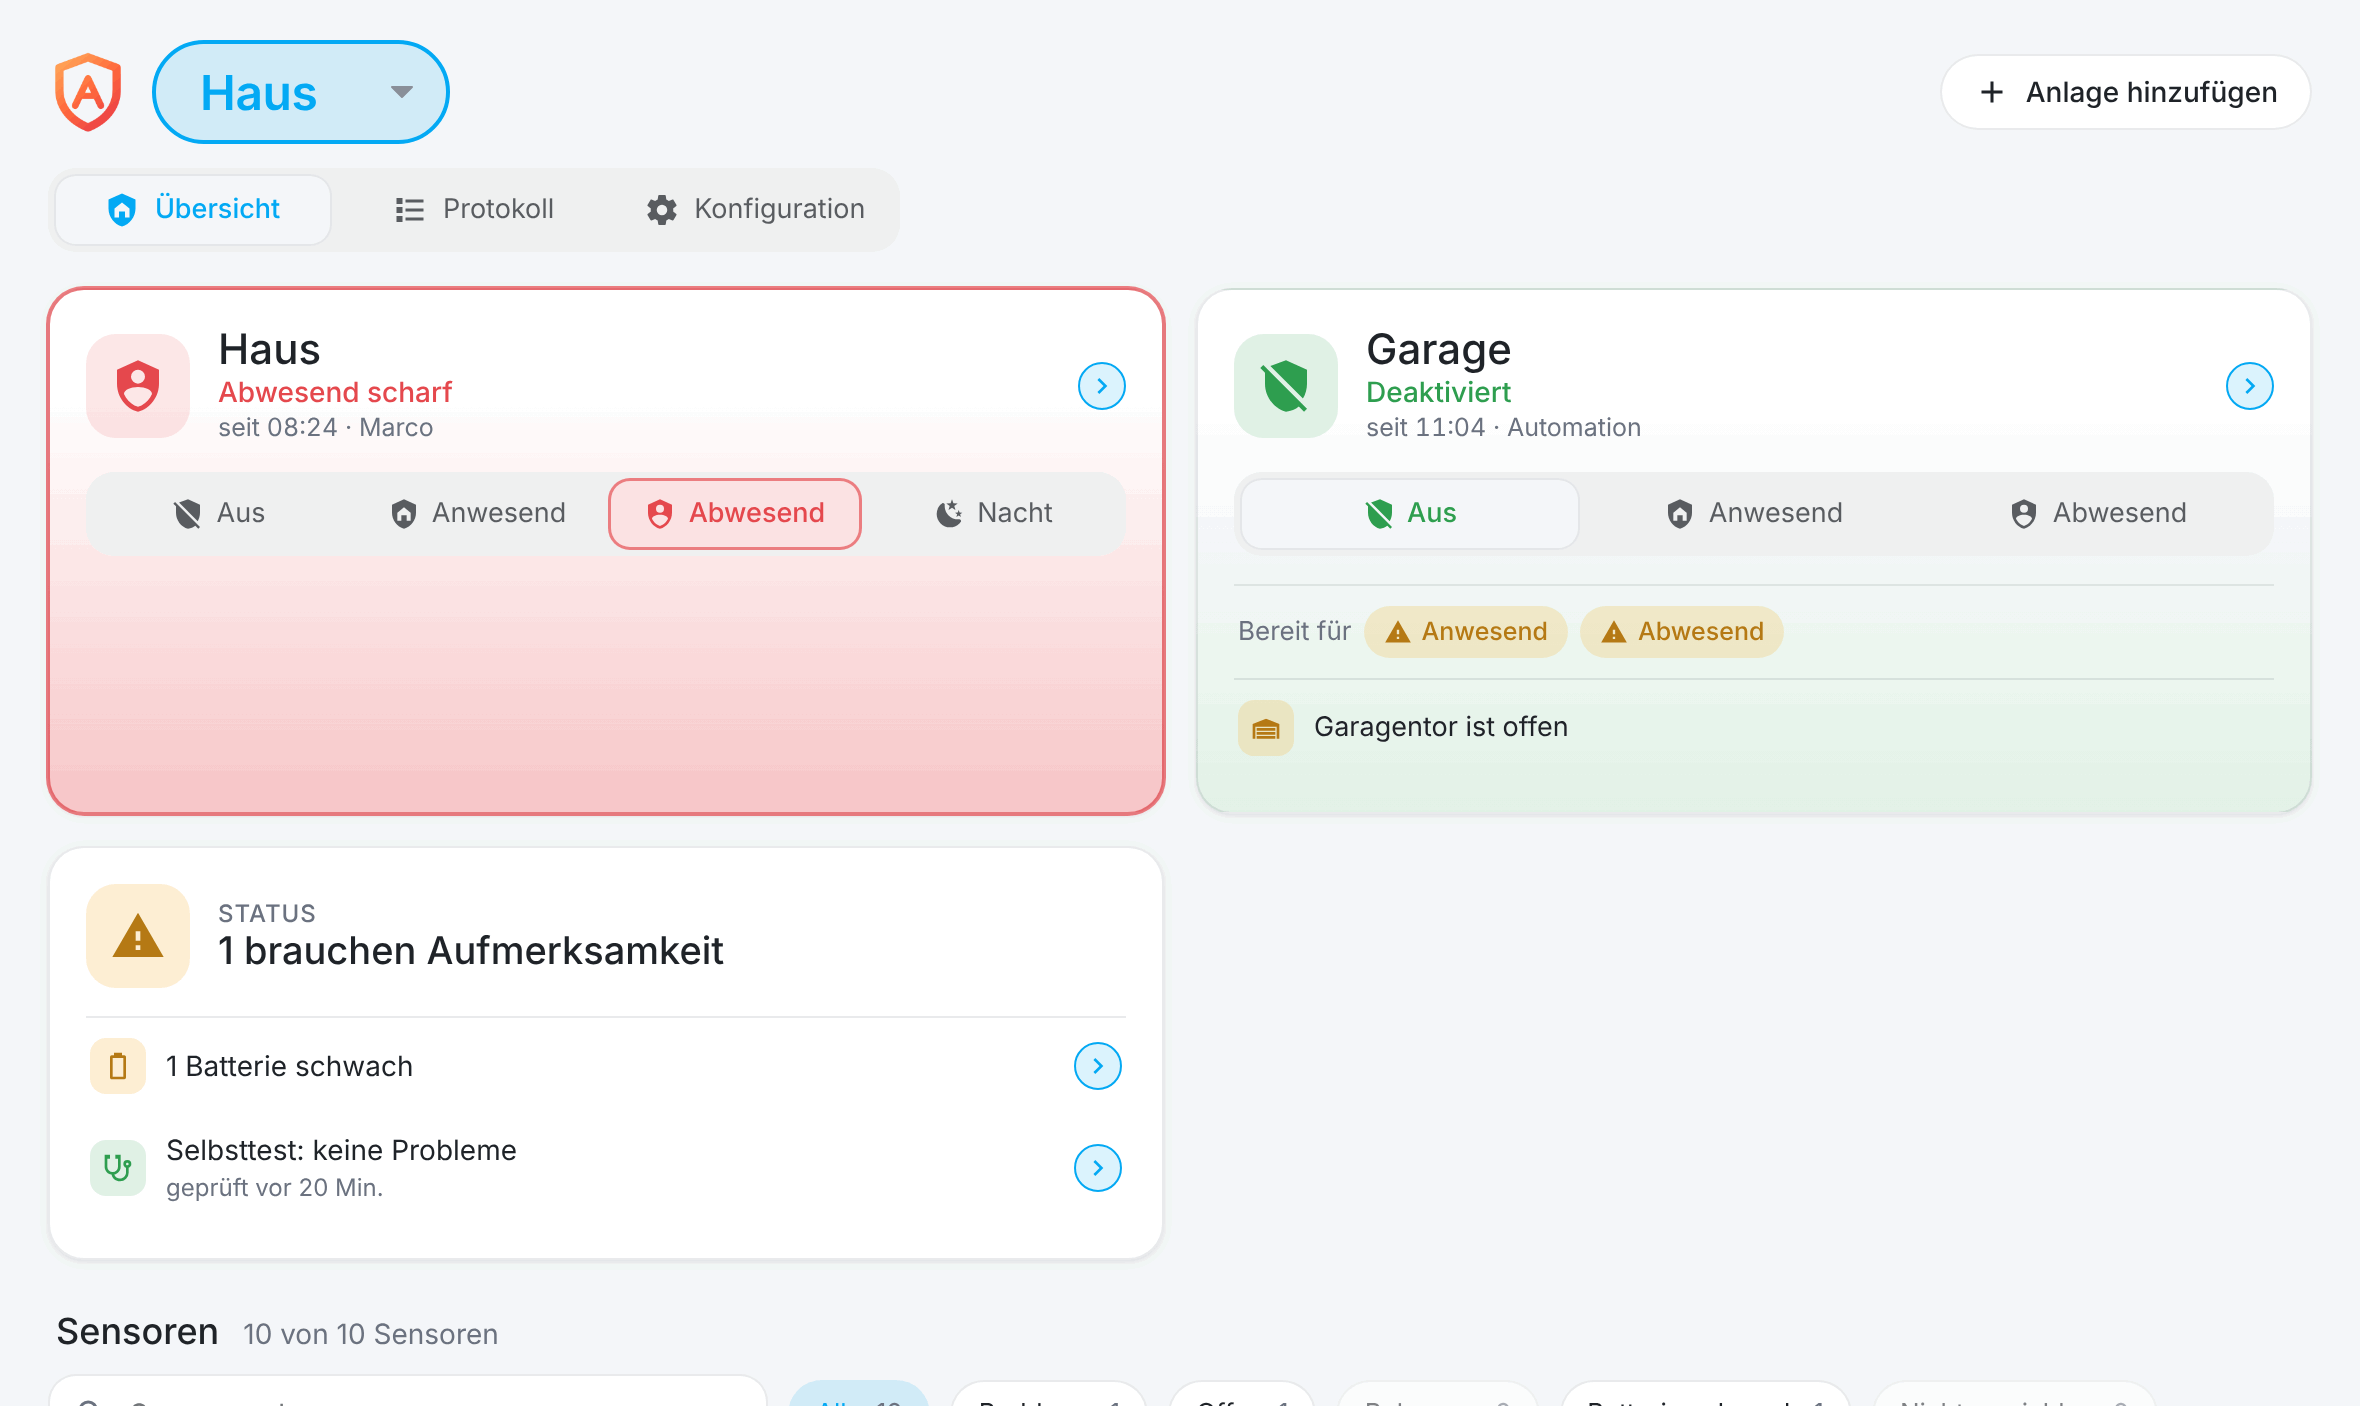 Haus
Anlage hinzufügen
Übersicht
Protokoll
Konfiguration
Haus
Abwesend scharf
seit 08:24 · Marco
Aus
Anwesend
Abwesend
Nacht
Garage
Deaktiviert
seit 11:04 · Automation
Aus
Anwesend
Abwesend
Bereit für
Anwesend
Abwesend
Garagentor ist offen
STATUS
1 brauchen Aufmerksamkeit
1 Batterie schwach
Selbsttest: keine Probleme
geprüft vor 20 Min.
Sensoren
10 von 10 Sensoren